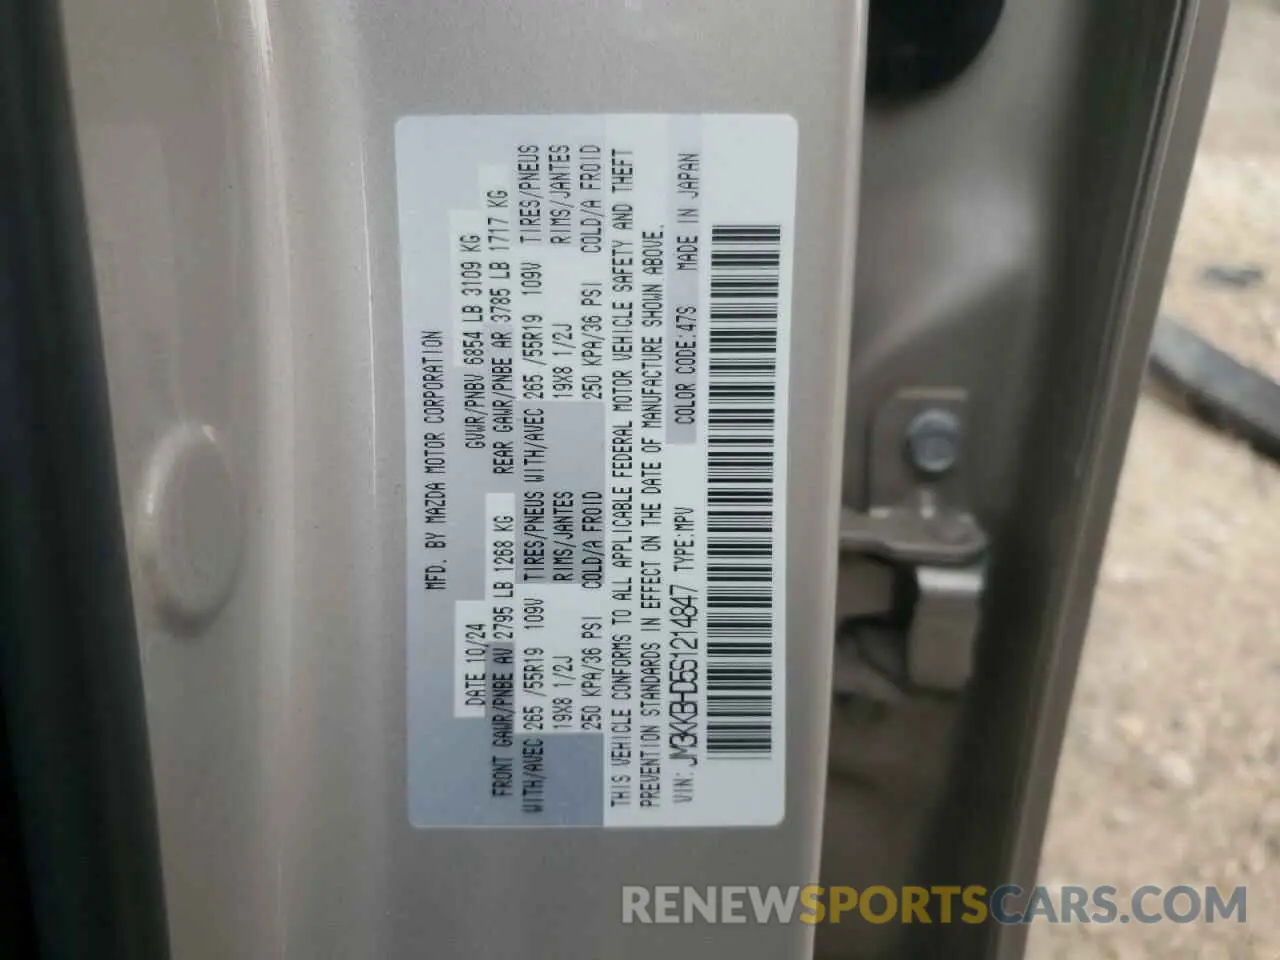 MFD. BY MAZDA MOTOR CORPORATION
DATE 10/24 GVWR/PNBV 6854 LB 3109 KG
FRONT GAWR/PNBE AV 2795 LB 1268 KG REAR GAWR/PNBE AR 3785 LB 1717 KG
WITH/AVEC 265 /55R19 109V TIRES/PNEUS WITH/AVEC 265 /55R19 109V TIRES/PNEUS
19X8 1/2J RIMS/JANTES 19X8 1/2J RIMS/JANTES
250 KPA/36 PSI COLD/A FROID 250 KPA/36 PSI COLD/A FROID
THIS VEHICLE CONFORMS TO ALL APPLICABLE FEDERAL MOTOR VEHICLE SAFETY AND THEFT
PREVENTION STANDARDS IN EFFECT ON THE DATE OF MANUFACTURE SHOWN ABOVE.
VIN: JM3KKBHD5S1214847 TYPE:MPV COLOR CODE:47S MADE IN JAPAN
RENEWSPORTSCARS.COM